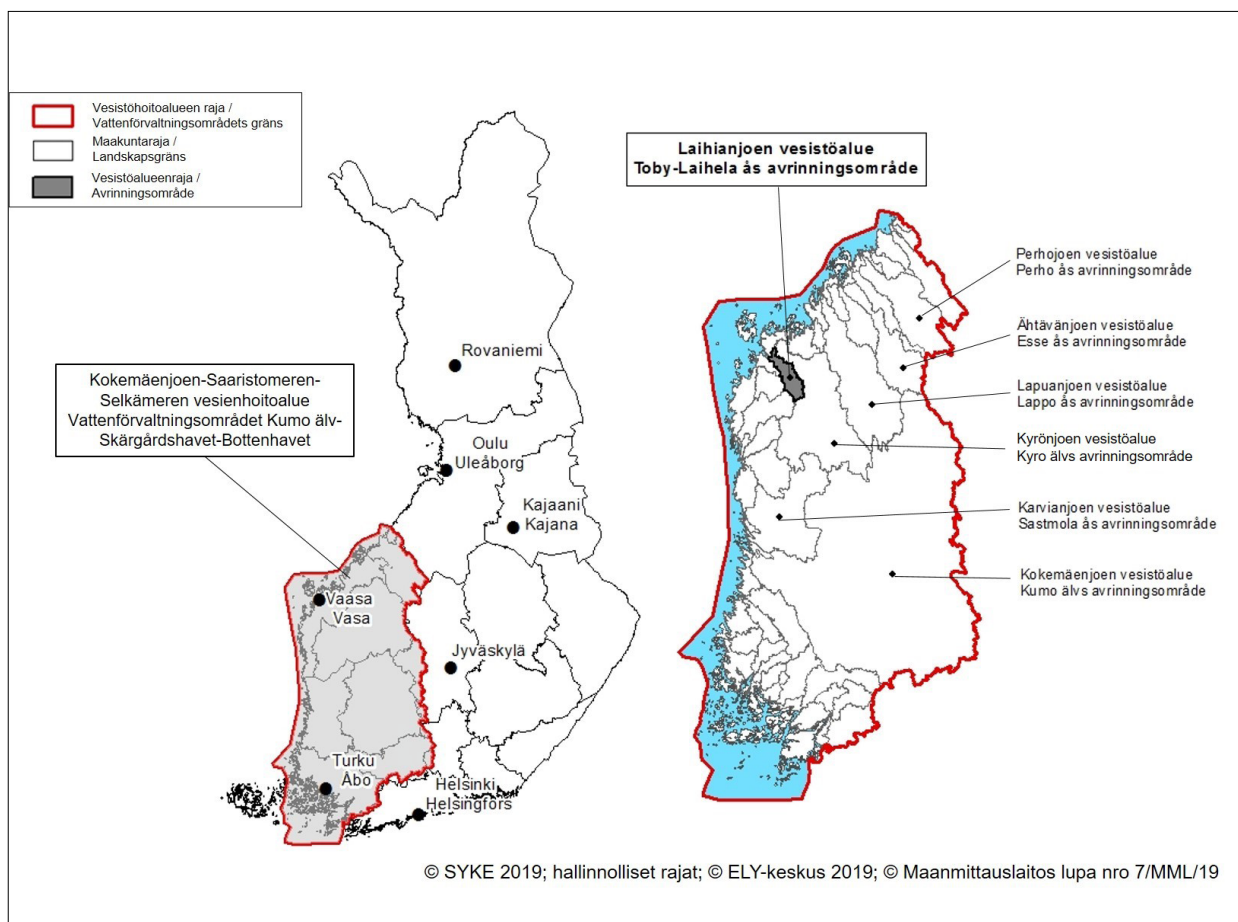 Vesistöhoitoalueen raja /
Vattenförvaltningsområdets gräns
Maakuntaraja /
Landskapsgräns
Vesistöalueenraja /
Avrinningsområde
Laihianjoen vesistöalue
Toby-Laihela ås avrinningsområde
Perhojoen vesistöalue
Perho ås avrinningsområde
Ähtävänjoen vesistöalue
Esse ås avrinningsområde
Lapuanjoen vesistöalue
Lappo ås avrinningsområde
Kyrönjoen vesistöalue
Kyro älvs avrinningsområde
Karvianjoen vesistöalue
Sastmola ås avrinningsområde
Kokemäenjoen vesistöalue
Kumo älvs avrinningsområde
Kokemäenjoen-Saaristomeren-
Selkämeren vesienhoitoalue
Vattenförvaltningsområdet Kumo älv-
Skärgårdshavet-Bottenhavet
Rovaniemi
Oulu
Uleåborg
Kajaani
Kajana
Vaasa
Vasa
Jyväskylä
Turku
Åbo
Helsinki
Helsingfors
© SYKE 2019; hallinnolliset rajat; © ELY-keskus 2019; © Maanmittauslaitos lupa nro 7/MML/19